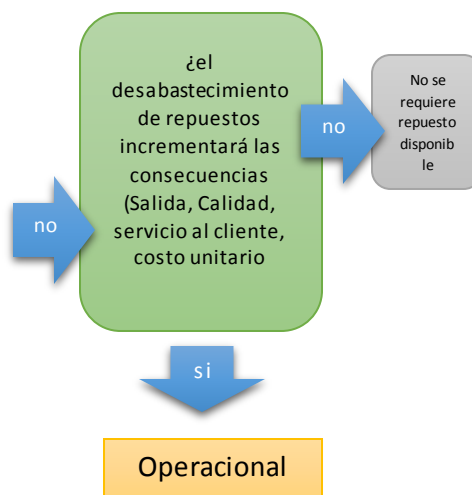 ¿el
desabastecimiento
de repuestos
incrementará las
consecuencias
(Salida, Calidad,
servicio al cliente,
costo unitario
no
No se
requiere
repuesto
disponib
le
no
si
Operacional